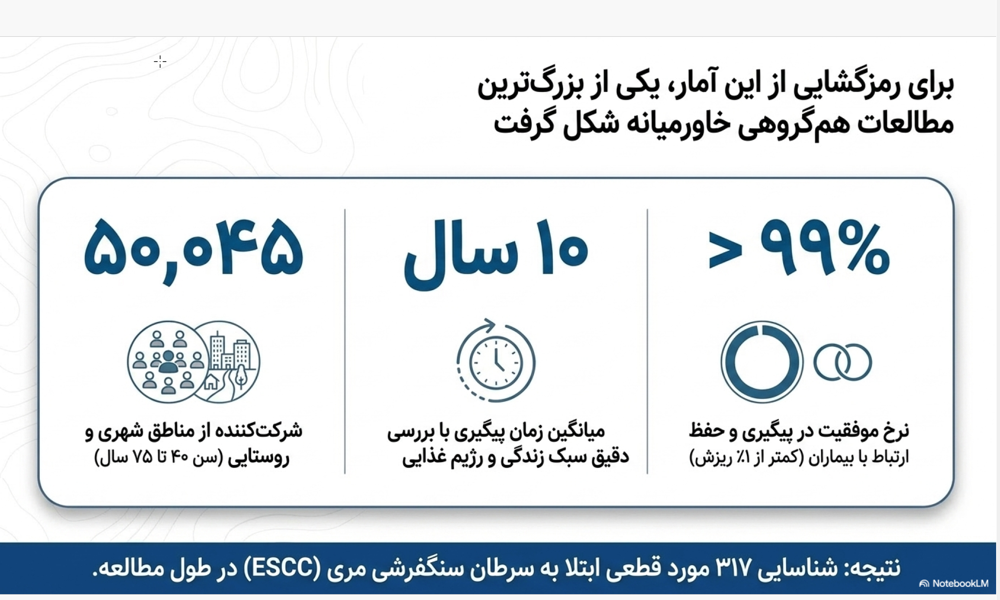 برای رمزگشایی از این آمار، یکی از بزرگ‌ترین
مطالعات هم‌گروهی خاورمیانه شکل گرفت
> ۹۹%
نرخ موفقیت در پیگیری و حفظ
ارتباط با بیماران (کمتر از ۱٪ ریزش)
۱۰ سال
میانگین زمان پیگیری با بررسی
دقیق سبک زندگی و رژیم غذایی
۵۰,۰۴۵
شرکت‌کننده از مناطق شهری و
روستایی (سن ۴۰ تا ۷۵ سال)
نتیجه: شناسایی ۳۱۷ مورد قطعی ابتلا به سرطان سنگفرشی مری (ESCC) در طول مطالعه.
NotebookLM